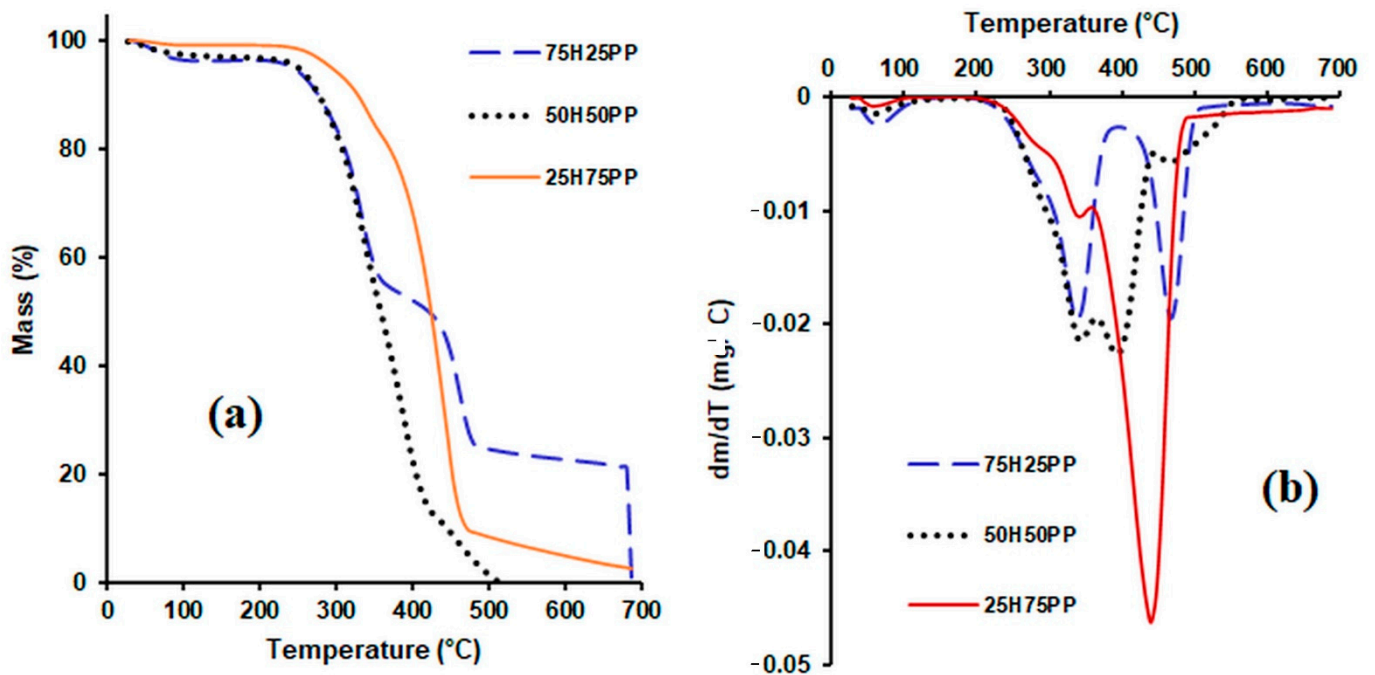 100
80
60
40
20
0
Mass (%)
75H25PP
50H50PP
25H75PP
(a)
0 100 200 300 400 500 600 700
Temperature (°C)
Temperature (°C)
0 100 200 300 400 500 600 700
0
-0.01
-0.02
-0.03
-0.04
-0.05
dm/dT C)
75H25PP
50H50PP
25H75PP
(b)